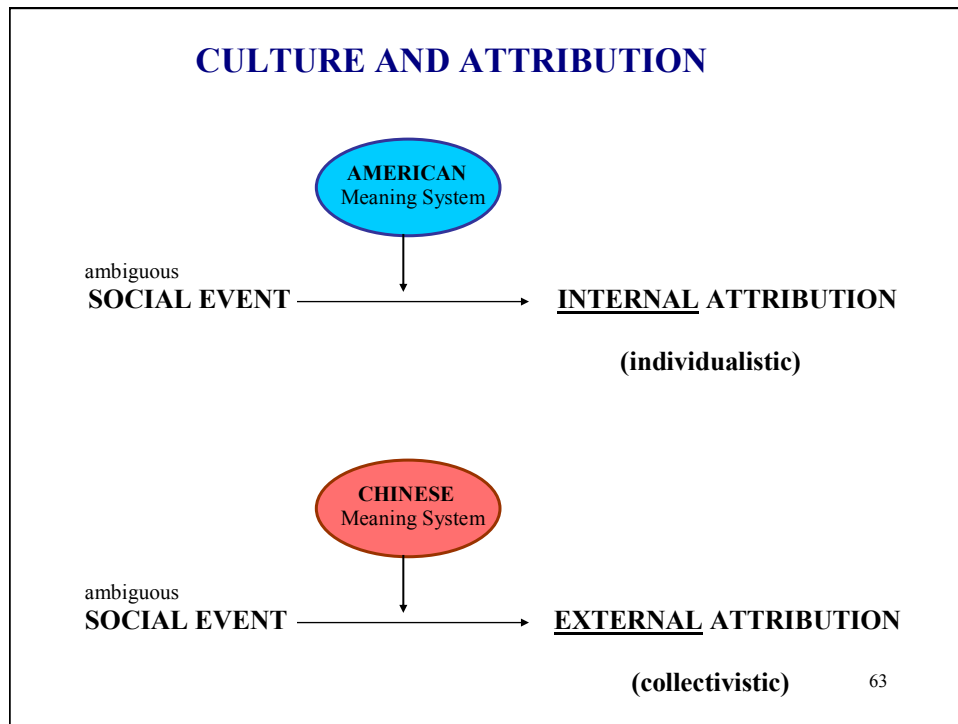 CULTURE AND ATTRIBUTION
AMERICAN
Meaning System
ambiguous
SOCIAL EVENT
INTERNAL ATTRIBUTION
(individualistic)
CHINESE
Meaning System
ambiguous
SOCIAL EVENT
EXTERNAL ATTRIBUTION
(collectivistic)
63